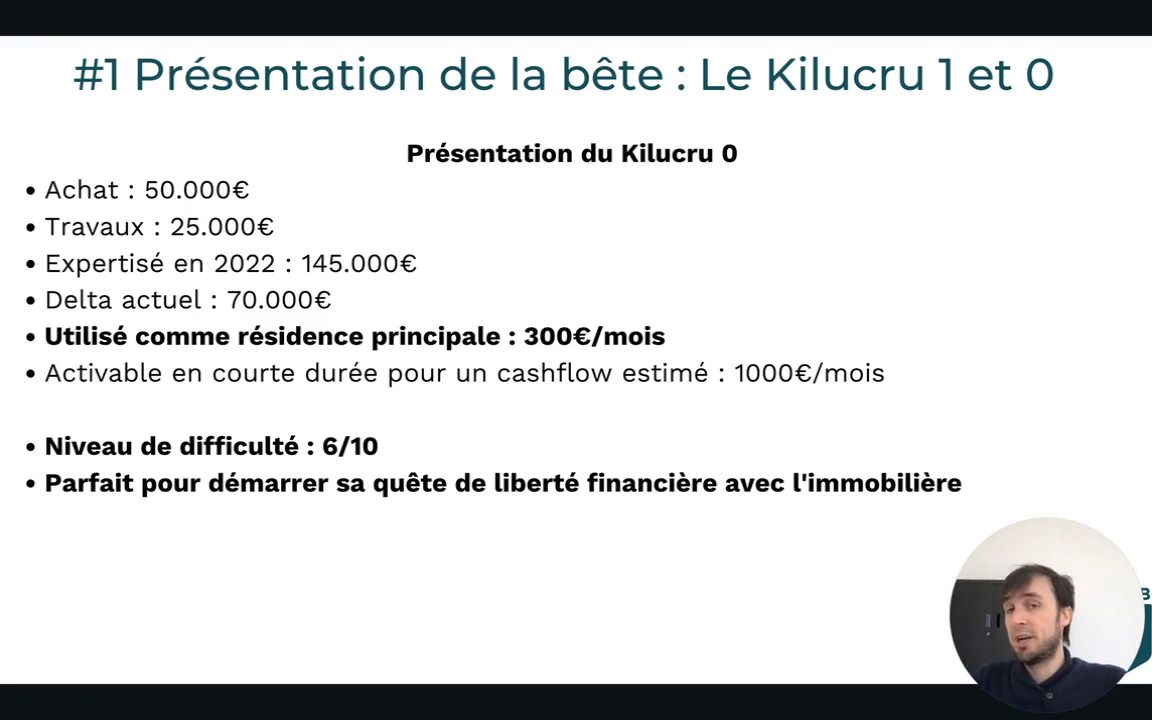 #1 Présentation de la bête : Le Kilucru 1 et 0
Présentation du Kilucru 0
• Achat : 50.000€
• Travaux : 25.000€
• Expertisé en 2022 : 145.000€
• Delta actuel : 70.000€
• Utilisé comme résidence principale : 300€/mois
• Activable en courte durée pour un cashflow estimé : 1000€/mois
• Niveau de difficulté : 6/10
• Parfait pour démarrer sa quête de liberté financière avec l'immobilière